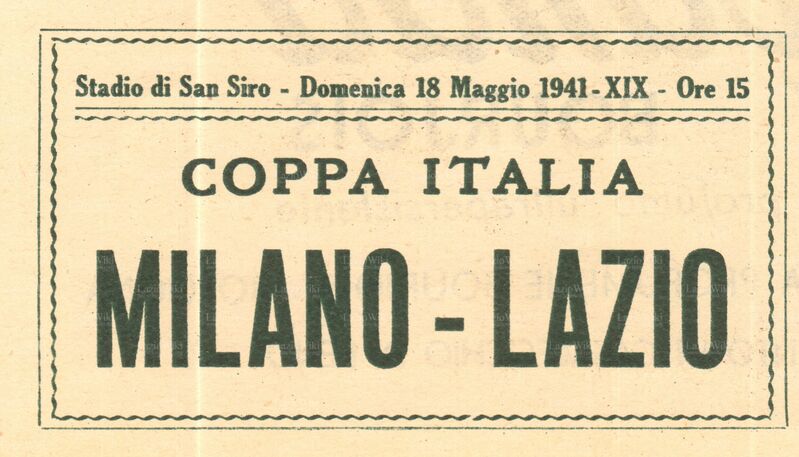 Stadio di San Siro - Domenica 18 Maggio 1941-XIX - Ore 15
COPPA ITALIA
MILANO - LAZIO